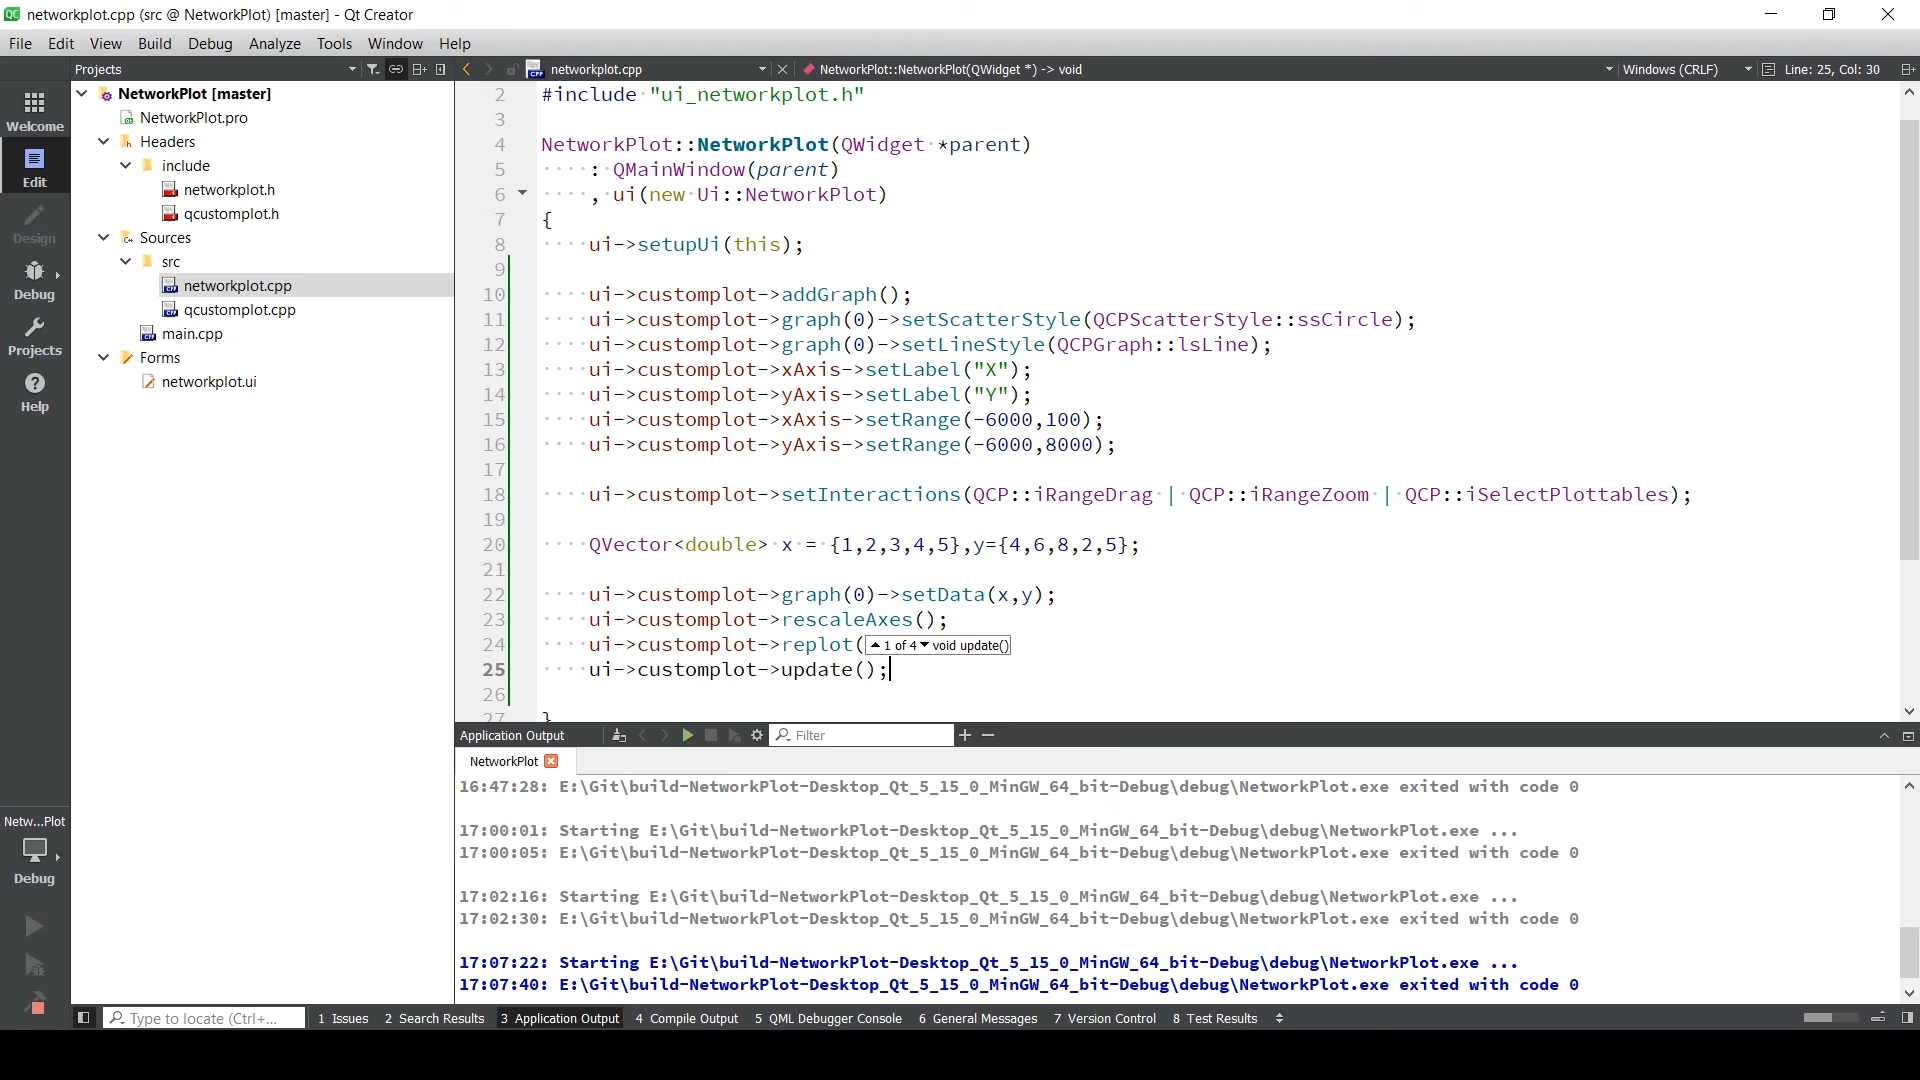 networkplot.cpp (src @ NetworkPlot) [master] - Qt Creator
File Edit View Build Debug Analyze Tools Window Help
Projects
networkplot.cpp
NetworkPlot::NetworkPlot(QWidget *) -> void
Windows (CRLF)
Line: 25, Col: 30
Welcome
Edit
Design
Debug
Projects
Help
Netw...Plot
Debug
NetworkPlot [master]
NetworkPlot.pro
Headers
include
networkplot.h
qcustomplot.h
Sources
src
networkplot.cpp
qcustomplot.cpp
main.cpp
Forms
networkplot.ui
2 #include "ui_networkplot.h"
3
4 NetworkPlot::NetworkPlot(QWidget *parent)
5 : QMainWindow(parent)
6 , ui(new Ui::NetworkPlot)
7 {
8 ui->setupUi(this);
9
10 ui->customplot->addGraph();
11 ui->customplot->graph(0)->setScatterStyle(QCPScatterStyle::ssCircle);
12 ui->customplot->graph(0)->setLineStyle(QCPGraph::lsLine);
13 ui->customplot->xAxis->setLabel("X");
14 ui->customplot->yAxis->setLabel("Y");
15 ui->customplot->xAxis->setRange(-6000,100);
16 ui->customplot->yAxis->setRange(-6000,8000);
17
18 ui->customplot->setInteractions(QCP::iRangeDrag | QCP::iRangeZoom | QCP::iSelectPlottables);
19
20 QVector<double> x = {1,2,3,4,5},y={4,6,8,2,5};
21
22 ui->customplot->graph(0)->setData(x,y);
23 ui->customplot->rescaleAxes();
24 ui->customplot->replot( 1 of 4 void update()
25 ui->customplot->update();
26
27 }
Application Output
Filter
NetworkPlot
16:47:28: E:\Git\build-NetworkPlot-Desktop_Qt_5_15_0_MinGW_64_bit-Debug\debug\NetworkPlot.exe exited with code 0
17:00:01: Starting E:\Git\build-NetworkPlot-Desktop_Qt_5_15_0_MinGW_64_bit-Debug\debug\NetworkPlot.exe ...
17:00:05: E:\Git\build-NetworkPlot-Desktop_Qt_5_15_0_MinGW_64_bit-Debug\debug\NetworkPlot.exe exited with code 0
17:02:16: Starting E:\Git\build-NetworkPlot-Desktop_Qt_5_15_0_MinGW_64_bit-Debug\debug\NetworkPlot.exe ...
17:02:30: E:\Git\build-NetworkPlot-Desktop_Qt_5_15_0_MinGW_64_bit-Debug\debug\NetworkPlot.exe exited with code 0
17:07:22: Starting E:\Git\build-NetworkPlot-Desktop_Qt_5_15_0_MinGW_64_bit-Debug\debug\NetworkPlot.exe ...
17:07:40: E:\Git\build-NetworkPlot-Desktop_Qt_5_15_0_MinGW_64_bit-Debug\debug\NetworkPlot.exe exited with code 0
Type to locate (Ctrl+...
1 Issues 2 Search Results 3 Application Output 4 Compile Output 5 QML Debugger Console 6 General Messages 7 Version Control 8 Test Results